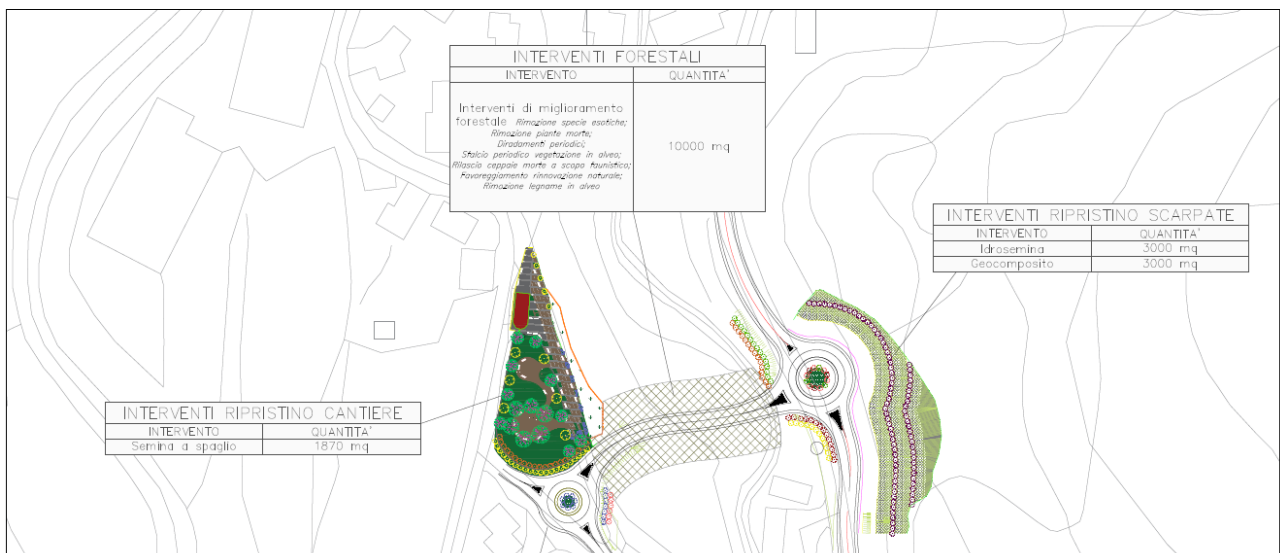 INTERVENTI FORESTALI
INTERVENTO QUANTITA'
Interventi di miglioramento
forestale Rimozione specie esotiche;
Rimozione piante morte;
Diradamenti periodici;
Sfalcio periodico vegetazione in alveo;
Rilascio ceppaie morte a scopo faunistico;
Favoreggiamento rinnovazione naturale;
Rimozione legname in alveo
10000 mq
INTERVENTI RIPRISTINO SCARPATE
INTERVENTO QUANTITA'
Idrosemina 3000 mq
Geocomposito 3000 mq
INTERVENTI RIPRISTINO CANTIERE
INTERVENTO QUANTITA'
Semina a spaglio 1870 mq